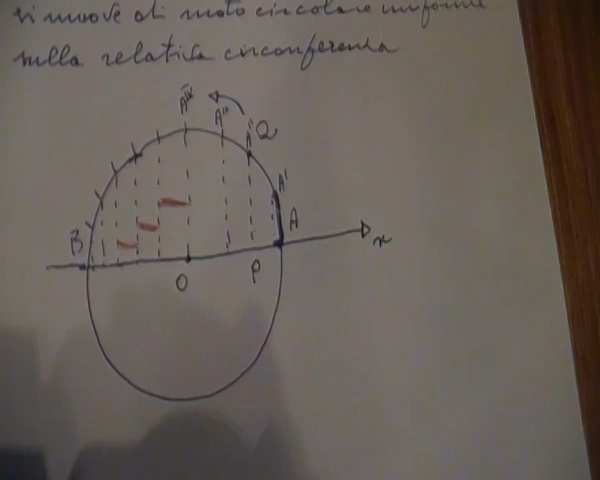 si muove di moto circolare uniforme
sulla relativa circonferenza
A'''' A''' A'' Q
A'
B A
x
O P